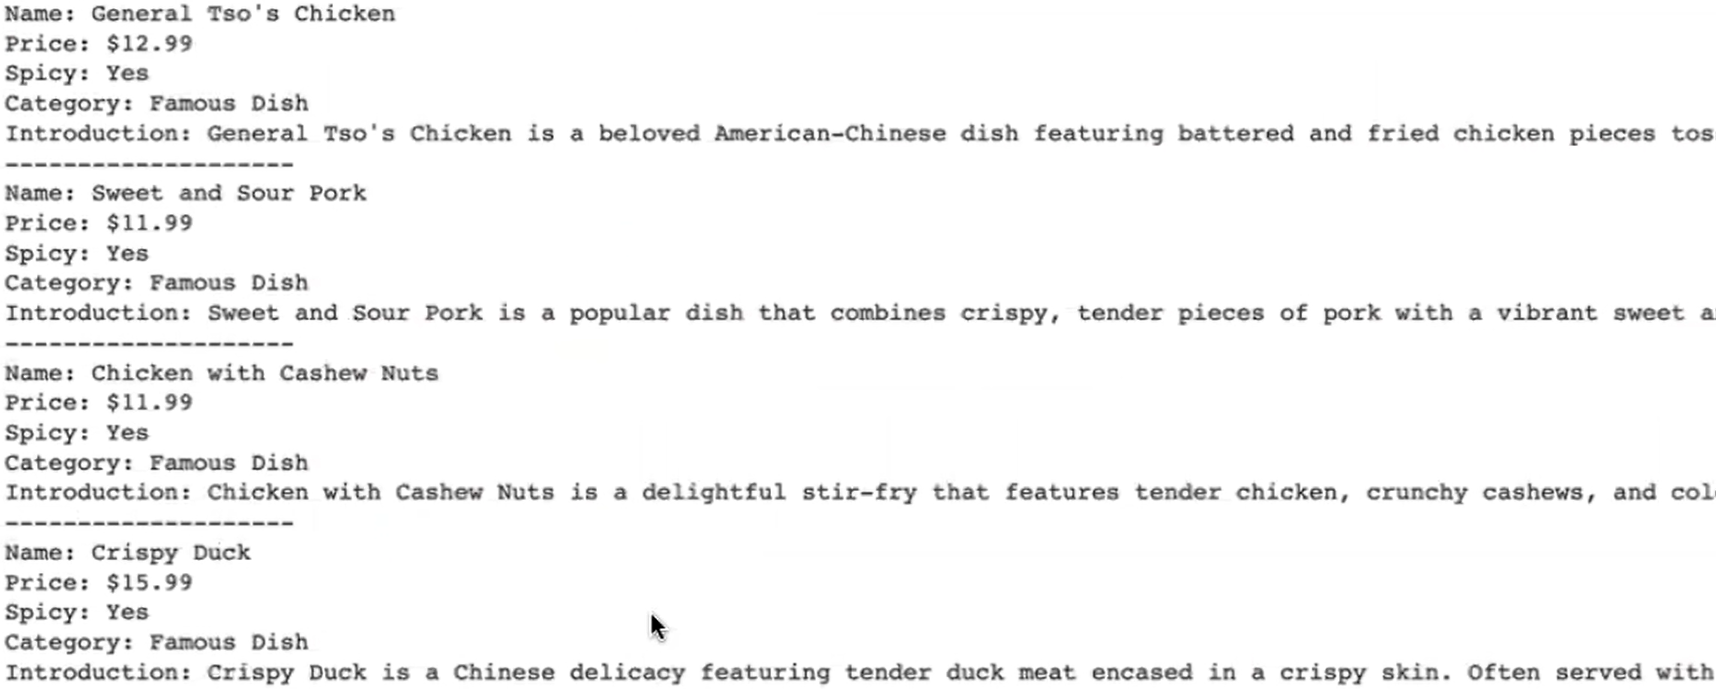 Name: General Tso's Chicken
Price: $12.99
Spicy: Yes
Category: Famous Dish
Introduction: General Tso's Chicken is a beloved American-Chinese dish featuring battered and fried chicken pieces
---------------------
Name: Sweet and Sour Pork
Price: $11.99
Spicy: Yes
Category: Famous Dish
Introduction: Sweet and Sour Pork is a popular dish that combines crispy, tender pieces of pork with a vibrant sweet
---------------------
Name: Chicken with Cashew Nuts
Price: $11.99
Spicy: Yes
Category: Famous Dish
Introduction: Chicken with Cashew Nuts is a delightful stir-fry that features tender chicken, crunchy cashews, and
---------------------
Name: Crispy Duck
Price: $15.99
Spicy: Yes
Category: Famous Dish
Introduction: Crispy Duck is a Chinese delicacy featuring tender duck meat encased in a crispy skin. Often served with